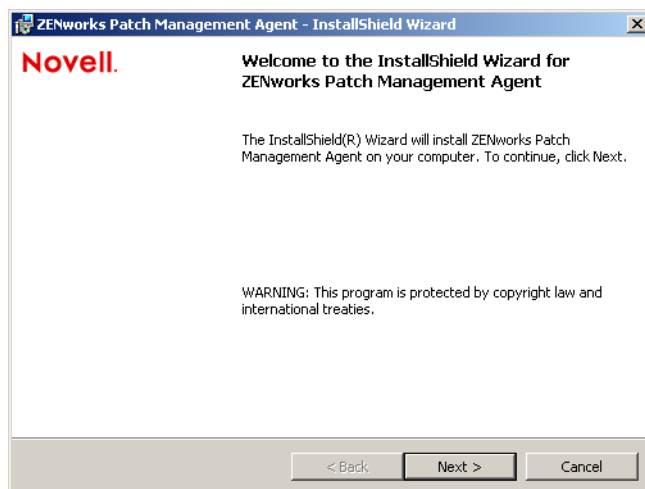 ZENworks Patch Management Agent - InstallShield Wizard
Novell.
Welcome to the InstallShield Wizard for
ZENworks Patch Management Agent
The InstallShield(R) Wizard will install ZENworks Patch
Management Agent on your computer. To continue, click Next.
WARNING: This program is protected by copyright law and
international treaties.
< Back
Next >
Cancel